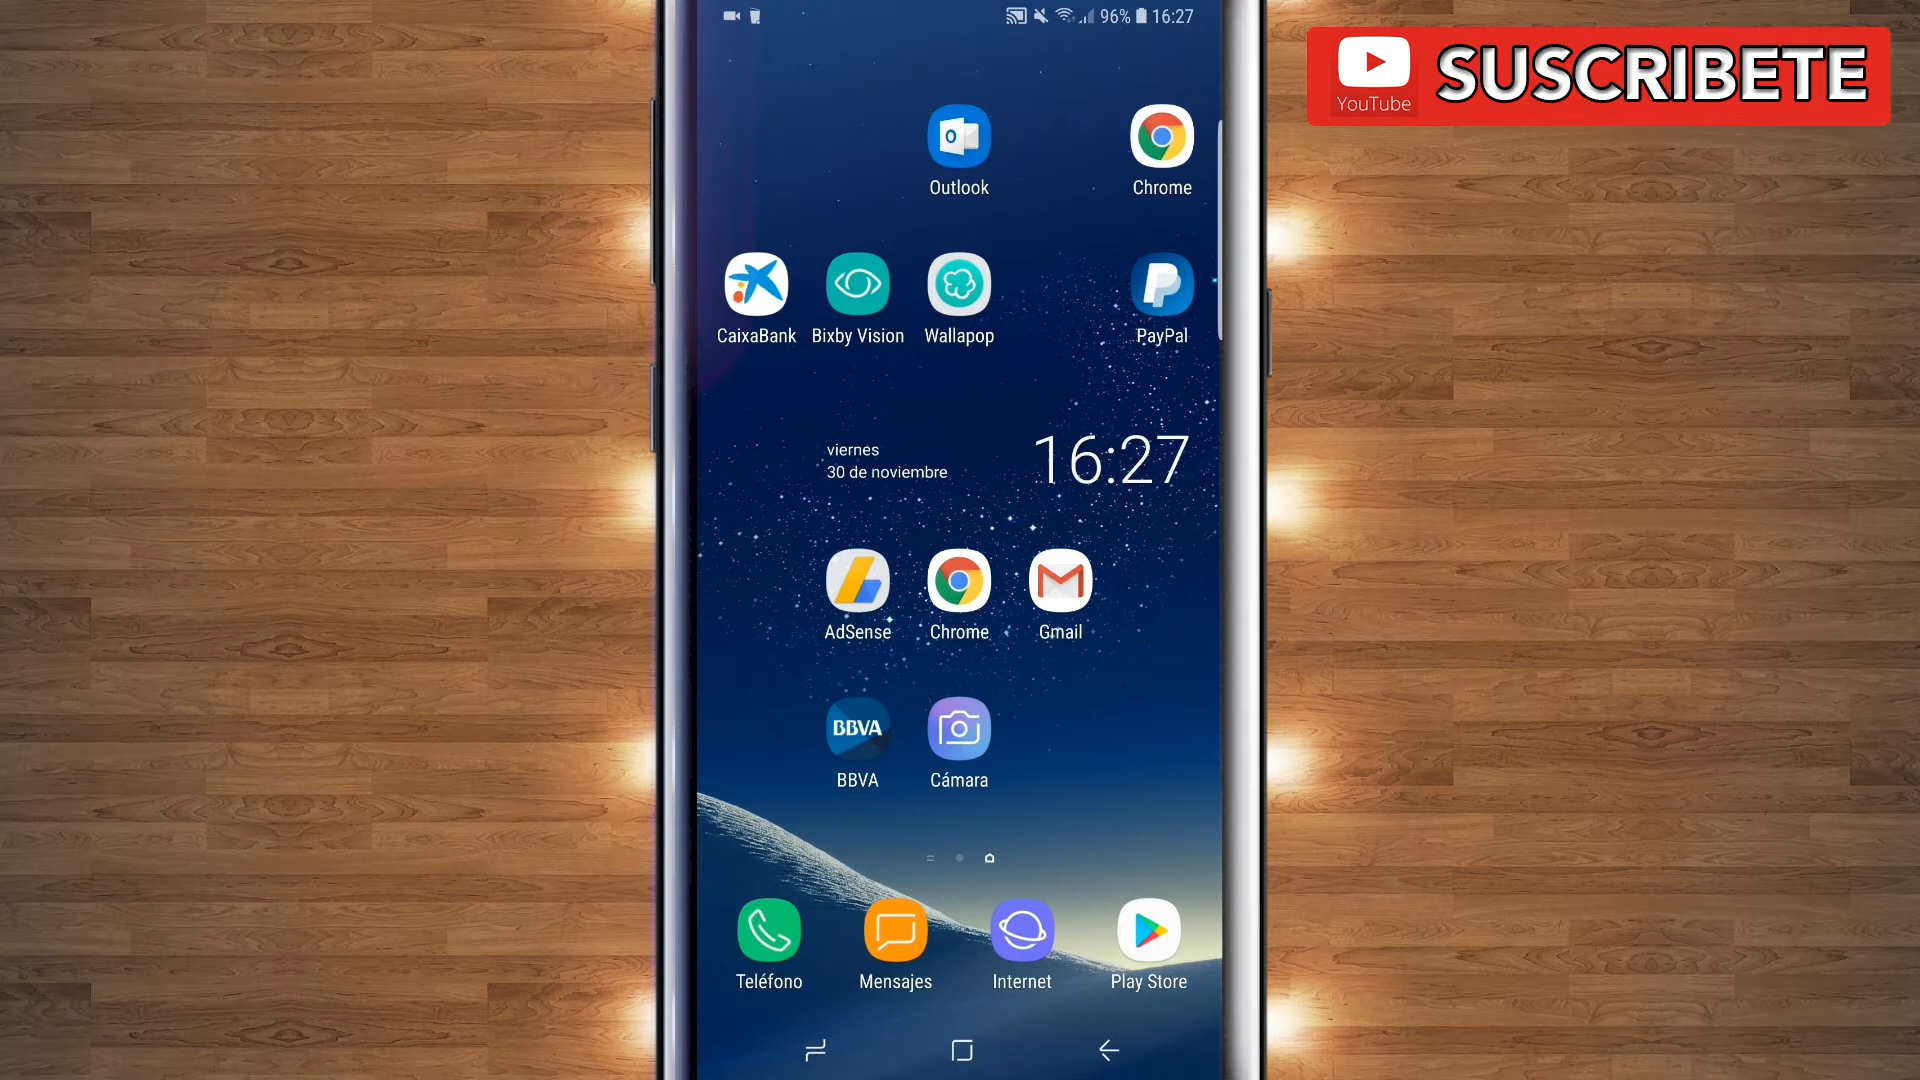 96% 16:27
YouTube SUSCRIBETE
Outlook Chrome
CaixaBank Bixby Vision Wallapop PayPal
viernes
30 de noviembre
16:27
AdSense Chrome Gmail
BBVA
BBVA Cámara
Teléfono Mensajes Internet Play Store